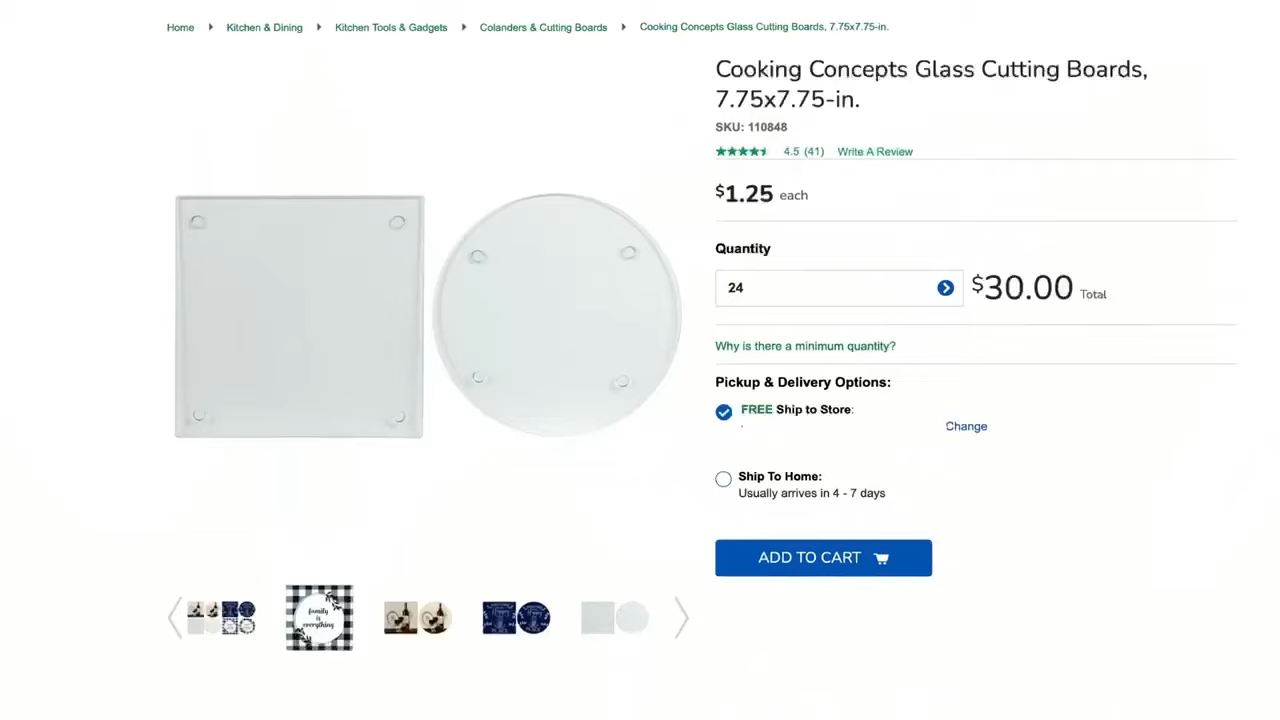 Home Kitchen & Dining Kitchen Tools & Gadgets Colanders & Cutting Boards Cooking Concepts Glass Cutting Boards, 7.75x7.75-in.
Cooking Concepts Glass Cutting Boards,
7.75x7.75-in.
SKU: 110848
4.5 (41) Write A Review
$1.25 each
Quantity
24
$30.00 Total
Why is there a minimum quantity?
Pickup & Delivery Options:
FREE Ship to Store:
Change
Ship To Home:
Usually arrives in 4 - 7 days
ADD TO CART
family
is
everything